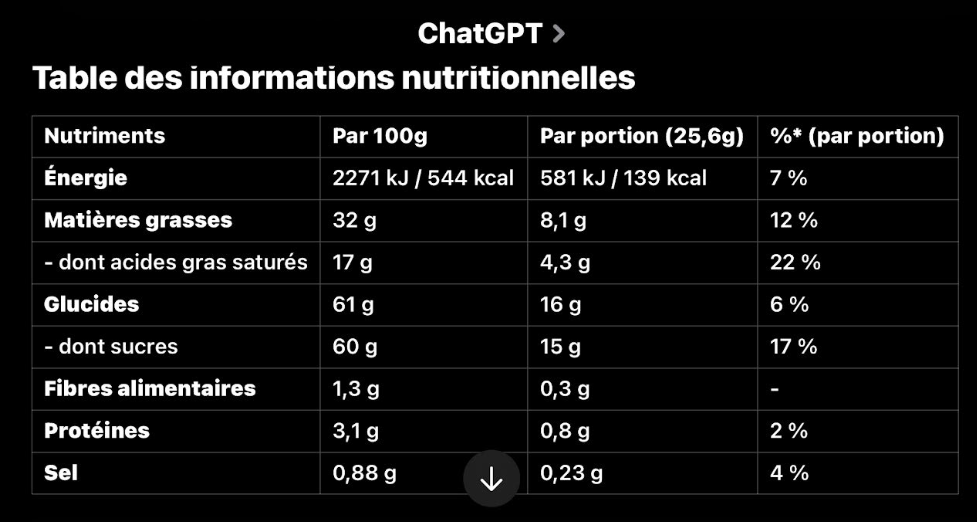 ChatGPT >
Table des informations nutritionnelles
Nutriments Par 100g Par portion (25,6g) %* (par portion)
Énergie 2271 kJ / 544 kcal 581 kJ / 139 kcal 7 %
Matières grasses 32 g 8,1 g 12 %
- dont acides gras saturés 17 g 4,3 g 22 %
Glucides 61 g 16 g 6 %
- dont sucres 60 g 15 g 17 %
Fibres alimentaires 1,3 g 0,3 g -
Protéines 3,1 g 0,8 g 2 %
Sel 0,88 g 0,23 g 4 %